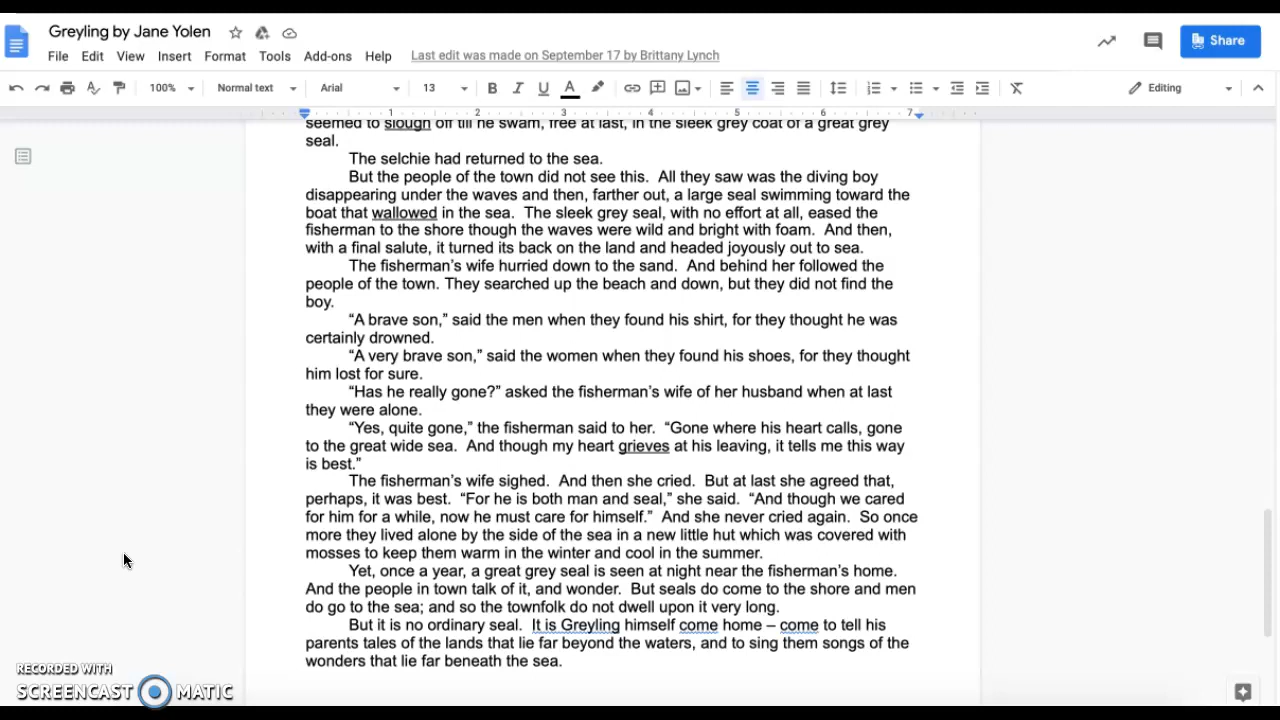 Greyling by Jane Yolen
File Edit View Insert Format Tools Add-ons Help Last edit was made on September 17 by Brittany Lynch
Share
100% Normal text Arial 13 Editing
1 2 3 4 5 6 7
seemed to slough off till he swam, free at last, in the sleek grey coat of a great grey
seal.
The selchie had returned to the sea.
But the people of the town did not see this.  All they saw was the diving boy
disappearing under the waves and then, farther out, a large seal swimming toward the
boat that wallowed in the sea.  The sleek grey seal, with no effort at all, eased the
fisherman to the shore though the waves were wild and bright with foam.  And then,
with a final salute, it turned its back on the land and headed joyously out to sea.
The fisherman's wife hurried down to the sand.  And behind her followed the
people of the town. They searched up the beach and down, but they did not find the
boy.
“A brave son,” said the men when they found his shirt, for they thought he was
certainly drowned.
“A very brave son,” said the women when they found his shoes, for they thought
him lost for sure.
“Has he really gone?” asked the fisherman’s wife of her husband when at last
they were alone.
“Yes, quite gone,” the fisherman said to her.  “Gone where his heart calls, gone
to the great wide sea.  And though my heart grieves at his leaving, it tells me this way
is best.”
The fisherman’s wife sighed.  And then she cried.  But at last she agreed that,
perhaps, it was best.  “For he is both man and seal,” she said.  “And though we cared
for him for a while, now he must care for himself.”  And she never cried again.  So once
more they lived alone by the side of the sea in a new little hut which was covered with
mosses to keep them warm in the winter and cool in the summer.
Yet, once a year, a great grey seal is seen at night near the fisherman’s home.
And the people in town talk of it, and wonder.  But seals do come to the shore and men
do go to the sea; and so the townfolk do not dwell upon it very long.
But it is no ordinary seal.  It is Greyling himself come home – come to tell his
parents tales of the lands that lie far beyond the waters, and to sing them songs of the
wonders that lie far beneath the sea.
RECORDED WITH
SCREENCAST MATIC